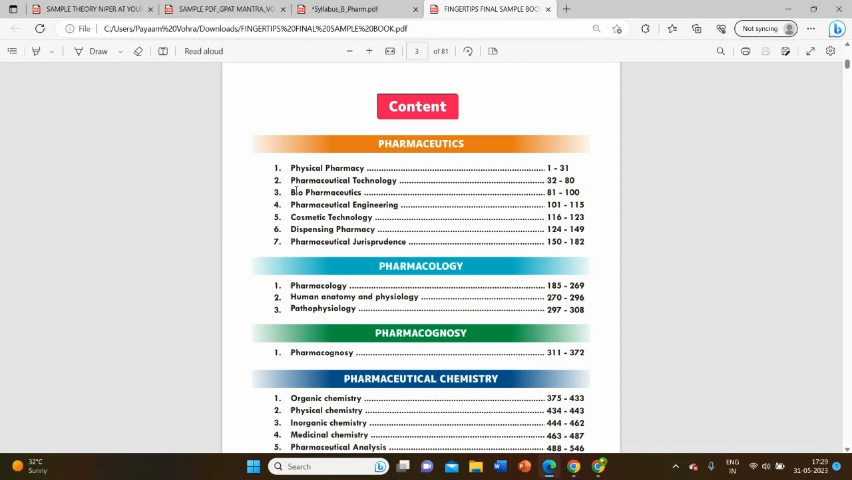 SAMPLE THEORY NIPER AT YOUR
SAMPLE PDF_GPAT MANTRA_VO
*Syllabus_B_Pharm.pdf
FINGERTIPS FINAL SAMPLE BOOK
File C:/Users/Payaam%20Vohra/Downloads/FINGERTIPS%20FINAL%20SAMPLE%20BOOK.pdf
Not syncing
Draw Read aloud 3 of 81
Content
PHARMACEUTICS
1. Physical Pharmacy 1 - 31
2. Pharmaceutical Technology 32 - 80
3. Bio Pharmaceutics 81 - 100
4. Pharmaceutical Engineering 101 - 115
5. Cosmetic Technology 116 - 123
6. Dispensing Pharmacy 124 - 149
7. Pharmaceutical Jurisprudence 150 - 182
PHARMACOLOGY
1. Pharmacology 185 - 269
2. Human anatomy and physiology 270 - 296
3. Pathophysiology 297 - 308
PHARMACOGNOSY
1. Pharmacognosy 311 - 372
PHARMACEUTICAL CHEMISTRY
1. Organic chemistry 375 - 433
2. Physical chemistry 434 - 443
3. Inorganic chemistry 444 - 462
4. Medicinal chemistry 463 - 487
5. Pharmaceutical Analysis 488 - 546
32°C
Sunny
Search
ENG
IN
17:29
31-05-2023